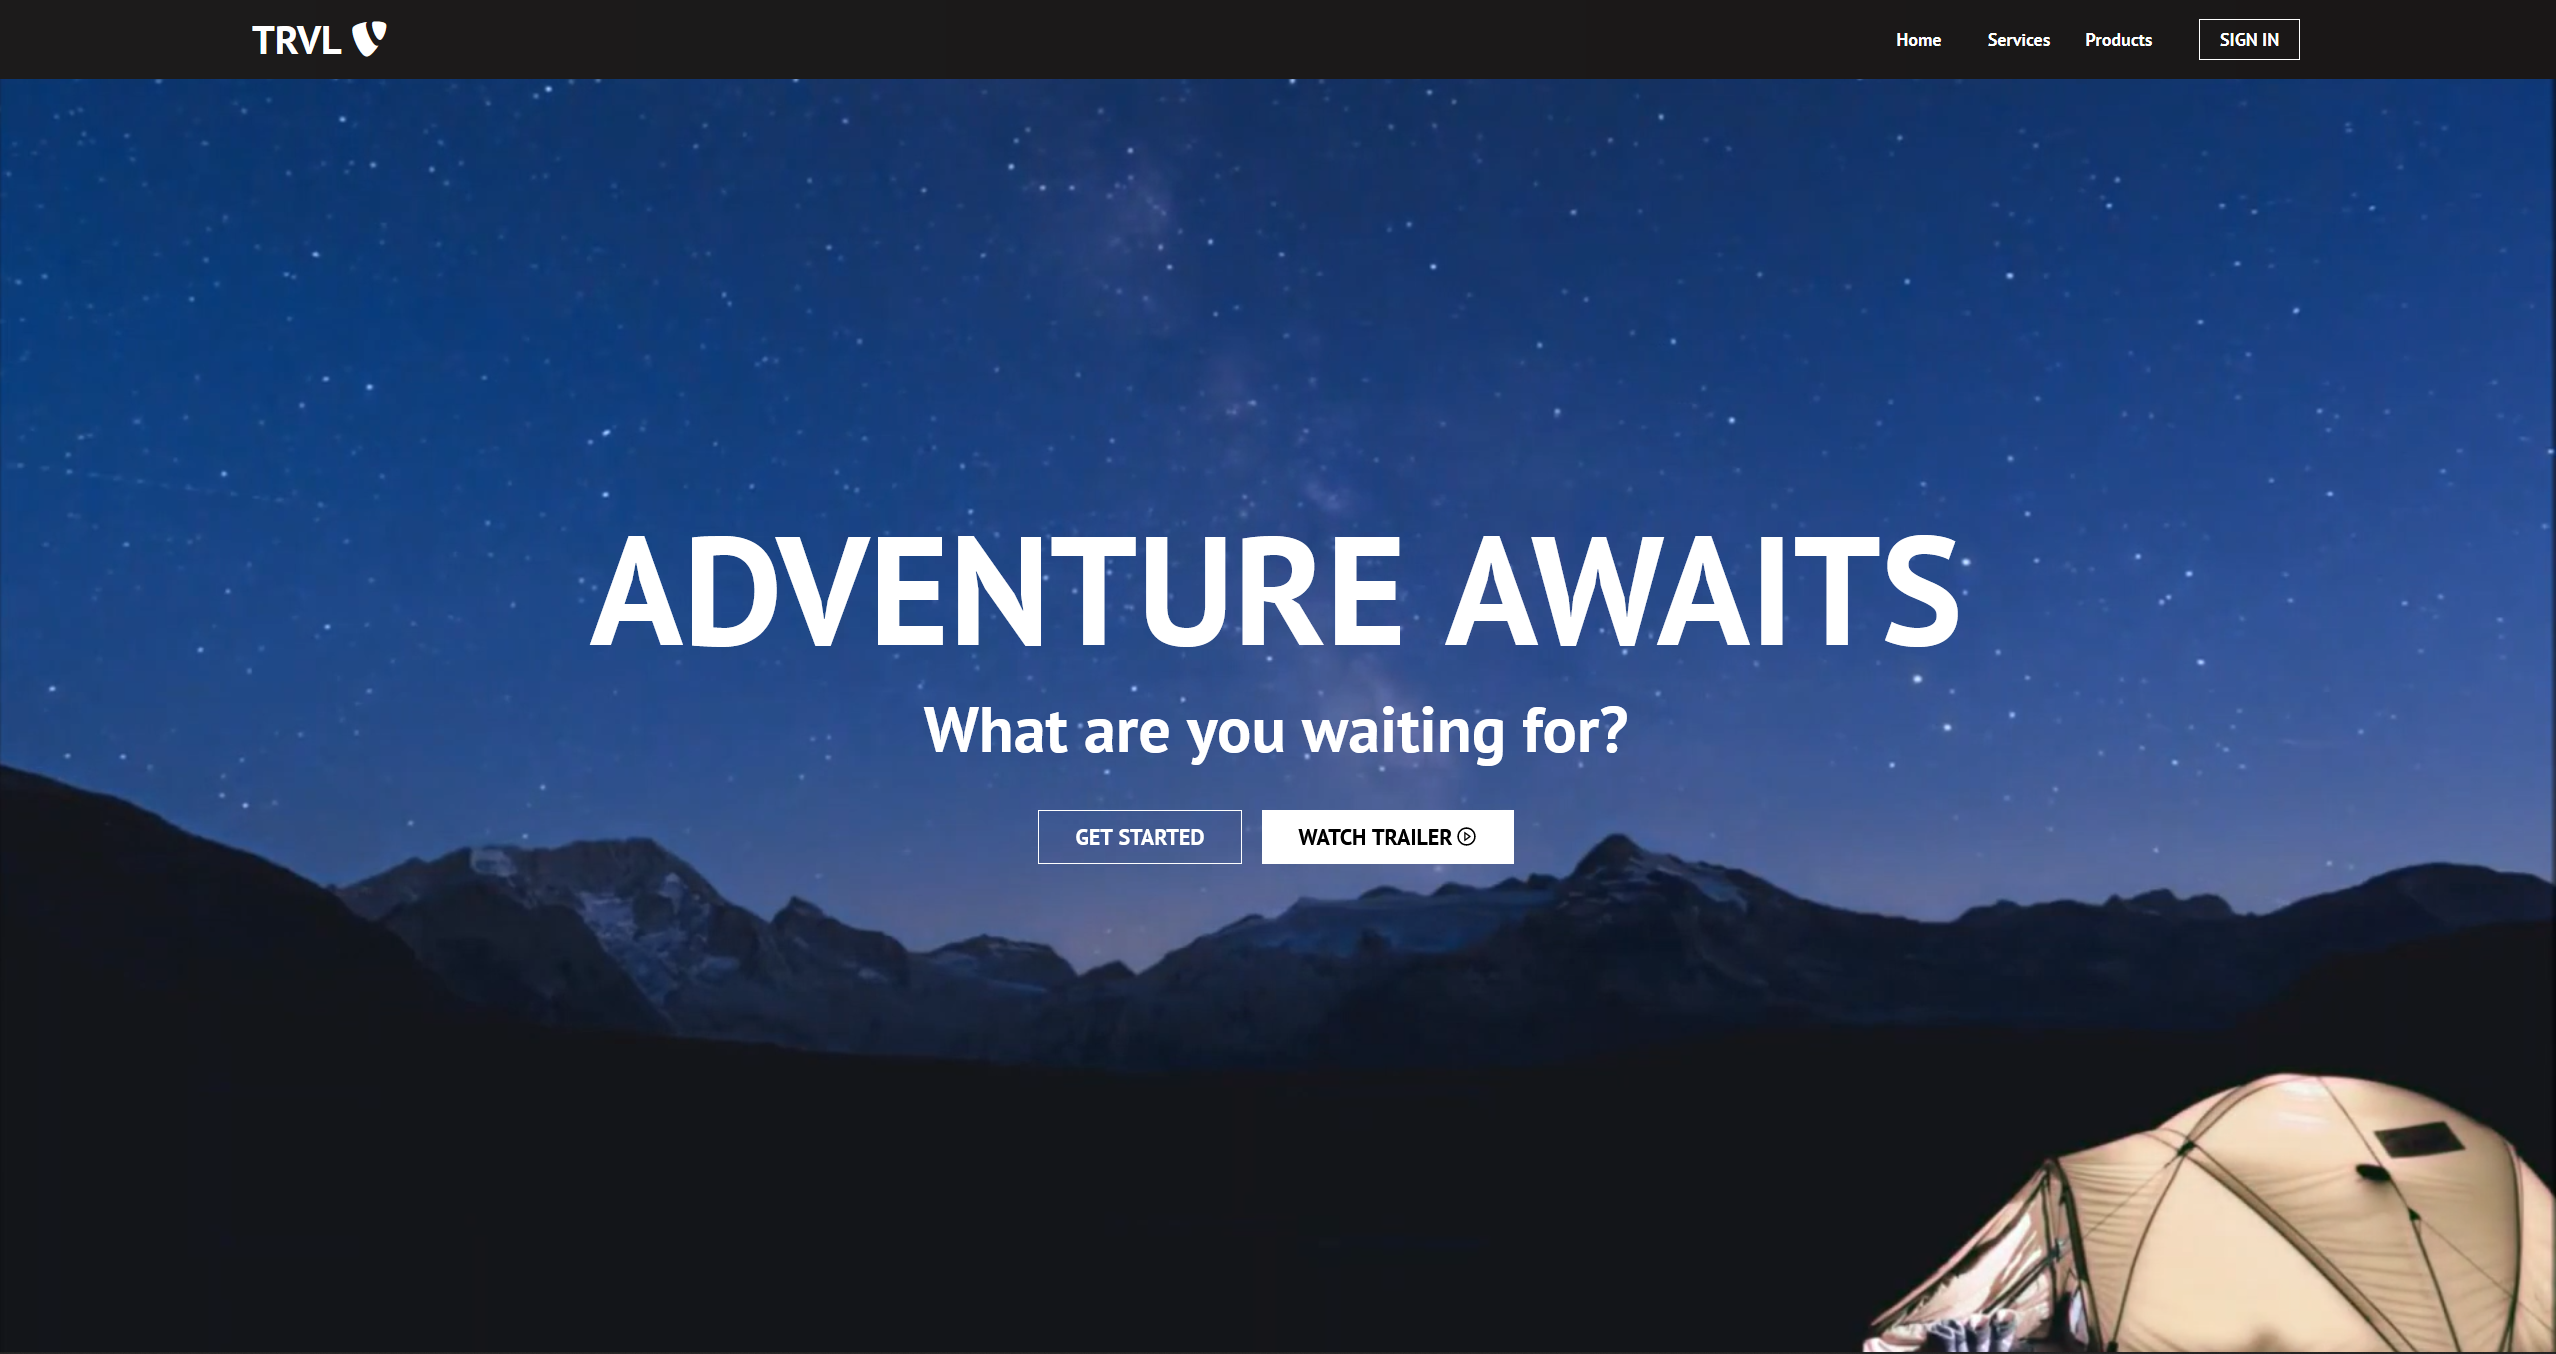 TRVL
Home Services Products SIGN IN
ADVENTURE AWAITS
What are you waiting for?
GET STARTED WATCH TRAILER